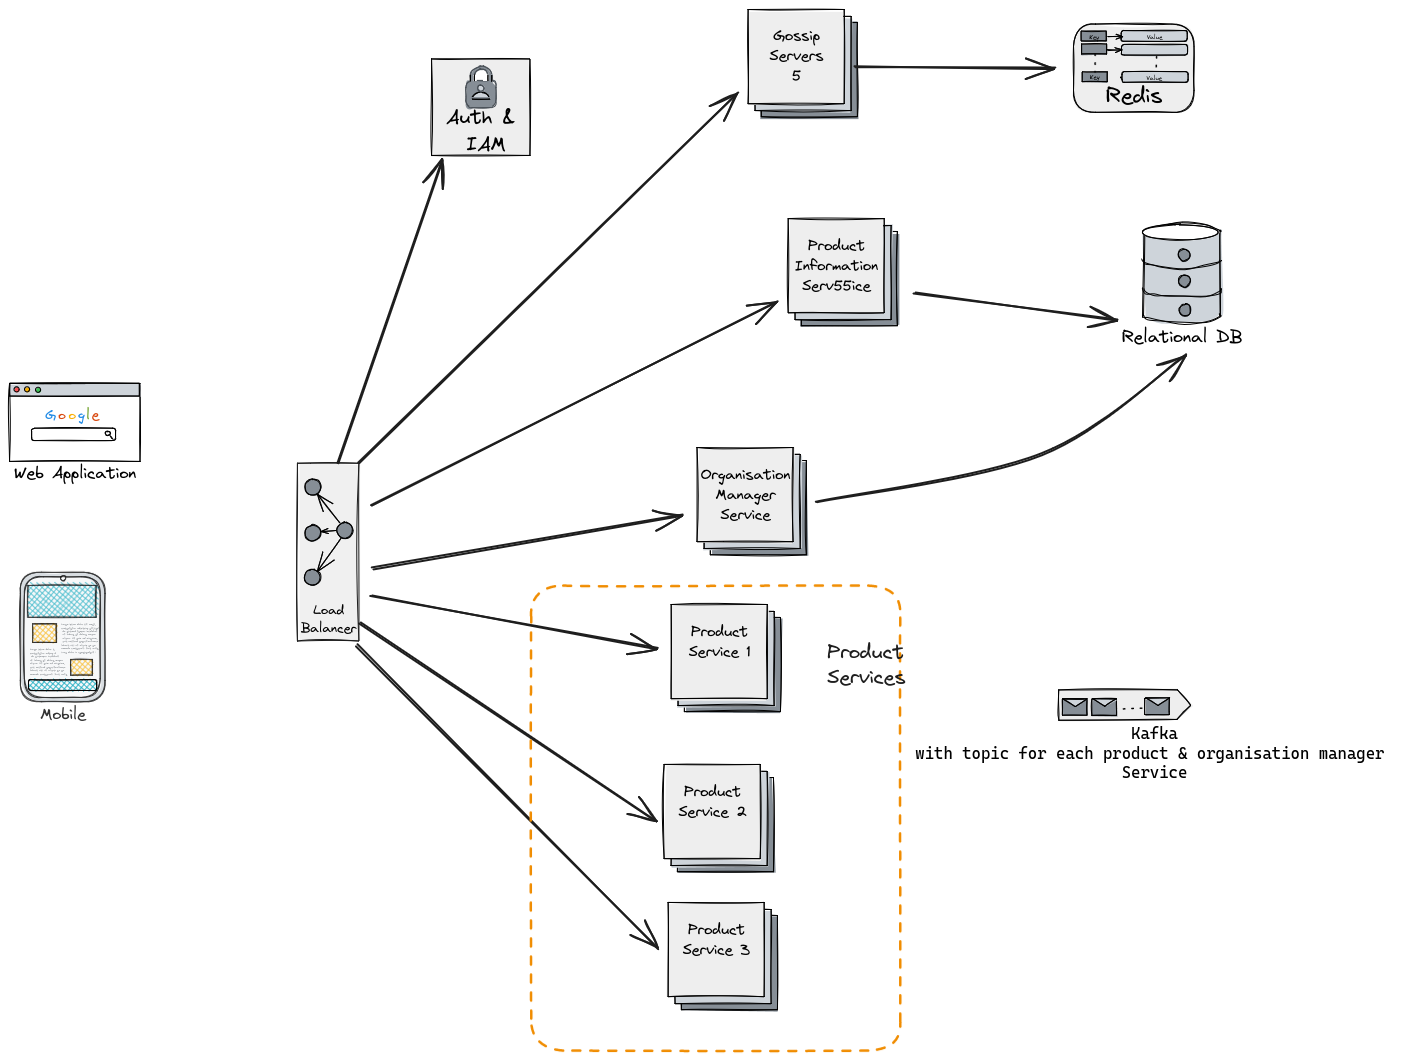 Gossip
Servers
5
Key
Value
Key
Value
Redis
Auth &
IAM
Product
Information
Serv55ice
Relational DB
Google
Web Application
Organisation
Manager
Service
Load
Balancer
Mobile
Product
Service 1
Product
Services
Kafka
with topic for each product & organisation manager
Service
Product
Service 2
Product
Service 3